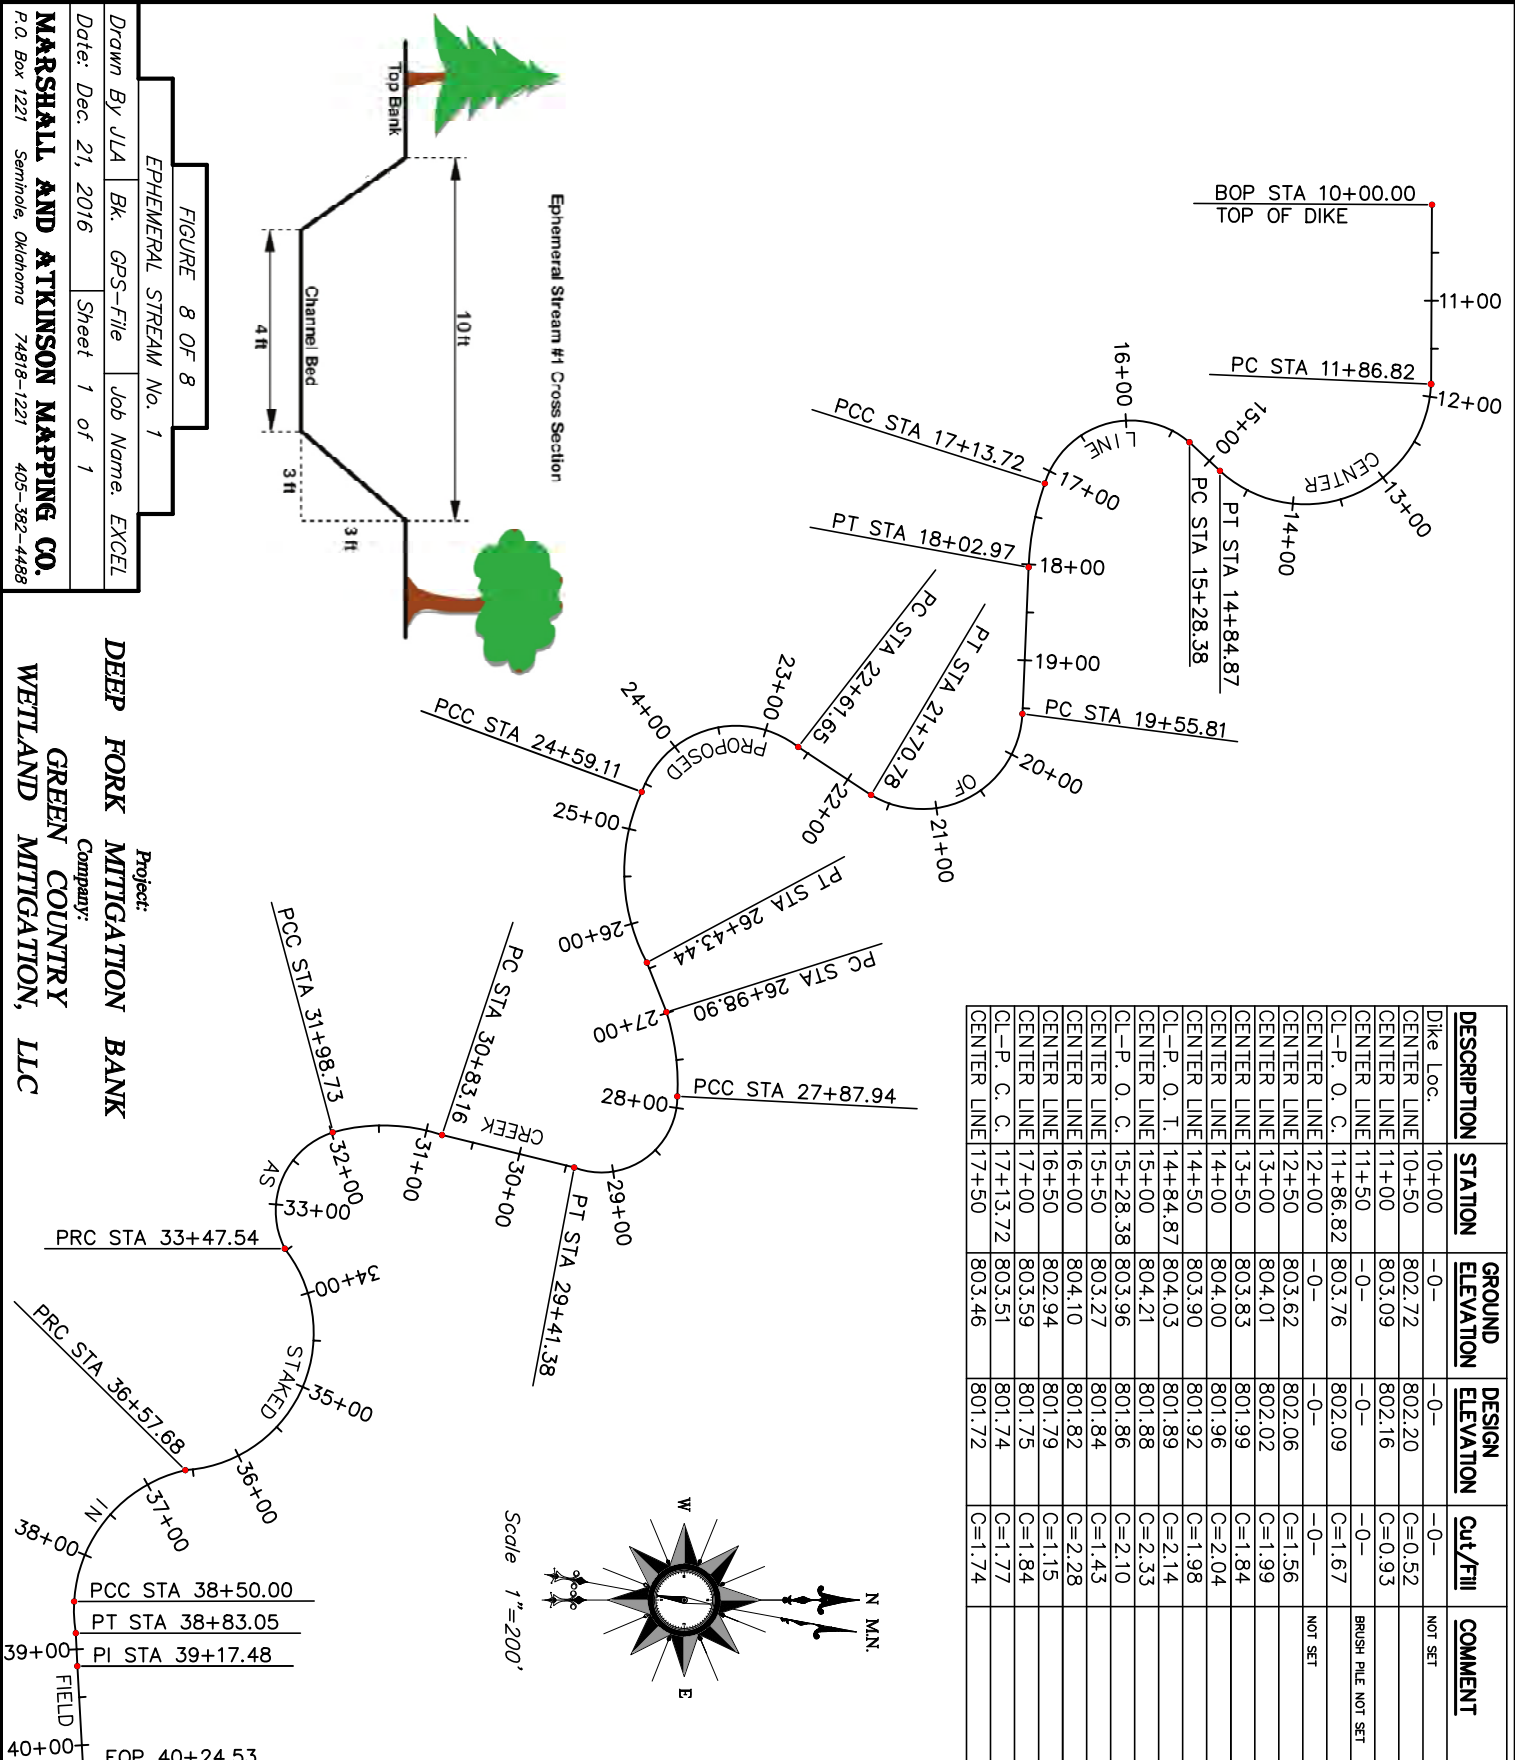 BOP STA 10+00.00
TOP OF DIKE
11+00
PC STA 11+86.82
12+00
CENTER
13+00
14+00
PT STA 14+84.87
15+00
PC STA 15+28.38
16+00
LINE
17+00
PCC STA 17+13.72
PT STA 18+02.97
18+00
19+00
PC STA 19+55.81
20+00
OF
21+00
PT STA 21+70.78
22+00
PC STA 22+61.65
23+00
PROPOSED
24+00
PCC STA 24+59.11
25+00
26+00
PT STA 26+43.44
PC STA 26+98.90
27+00
PCC STA 27+87.94
28+00
29+00
PT STA 29+41.38
CREEK
30+00
PC STA 30+83.16
31+00
PCC STA 31+98.73
32+00
AS
33+00
PRC STA 33+47.54
34+00
STAKED
35+00
36+00
PRC STA 36+57.68
37+00
IN
38+00
PCC STA 38+50.00
PT STA 38+83.05
39+00
PI STA 39+17.48
FIELD
40+00
EOP 40+24.53
Ephemeral Stream #1 Cross Section
10 ft
Top Bank
Channel Bed
4 ft
3 ft
3 ft
FIGURE 8 OF 8
EPHEMERAL STREAM No. 1
Drawn By JLA Bk. GPS-File Job Name. EXCEL
Date: Dec. 21, 2016 Sheet 1 of 1
MARSHALL AND ATKINSON MAPPING CO.
P.O. Box 1221 Seminole, Oklahoma 74818-1221 405-382-4488
Project:
DEEP FORK MITIGATION BANK
Company:
GREEN COUNTRY
WETLAND MITIGATION, LLC
N M.N.
W
E
Scale 1"=200'
DESCRIPTION STATION GROUND ELEVATION DESIGN ELEVATION Cut/Fill COMMENT
Dike Loc. 10+00 -0- -0- -0- NOT SET
CENTER LINE 10+50 802.72 802.20 C=0.52
CENTER LINE 11+00 803.09 802.16 C=0.93
CENTER LINE 11+50 -0- -0- -0- BRUSH PILE NOT SET
CL-P. O. C. 11+86.82 803.76 802.09 C=1.67
CENTER LINE 12+00 -0- -0- -0- NOT SET
CENTER LINE 12+50 803.62 802.06 C=1.56
CENTER LINE 13+00 804.01 802.02 C=1.99
CENTER LINE 13+50 803.83 801.99 C=1.84
CENTER LINE 14+00 804.00 801.96 C=2.04
CENTER LINE 14+50 803.90 801.92 C=1.98
CL-P. O. T. 14+84.87 804.03 801.89 C=2.14
CENTER LINE 15+00 804.21 801.88 C=2.33
CL-P. O. C. 15+28.38 803.96 801.86 C=2.10
CENTER LINE 15+50 803.27 801.84 C=1.43
CENTER LINE 16+00 804.10 801.82 C=2.28
CENTER LINE 16+50 802.94 801.79 C=1.15
CENTER LINE 17+00 803.59 801.75 C=1.84
CL-P. C. C. 17+13.72 803.51 801.74 C=1.77
CENTER LINE 17+50 803.46 801.72 C=1.74